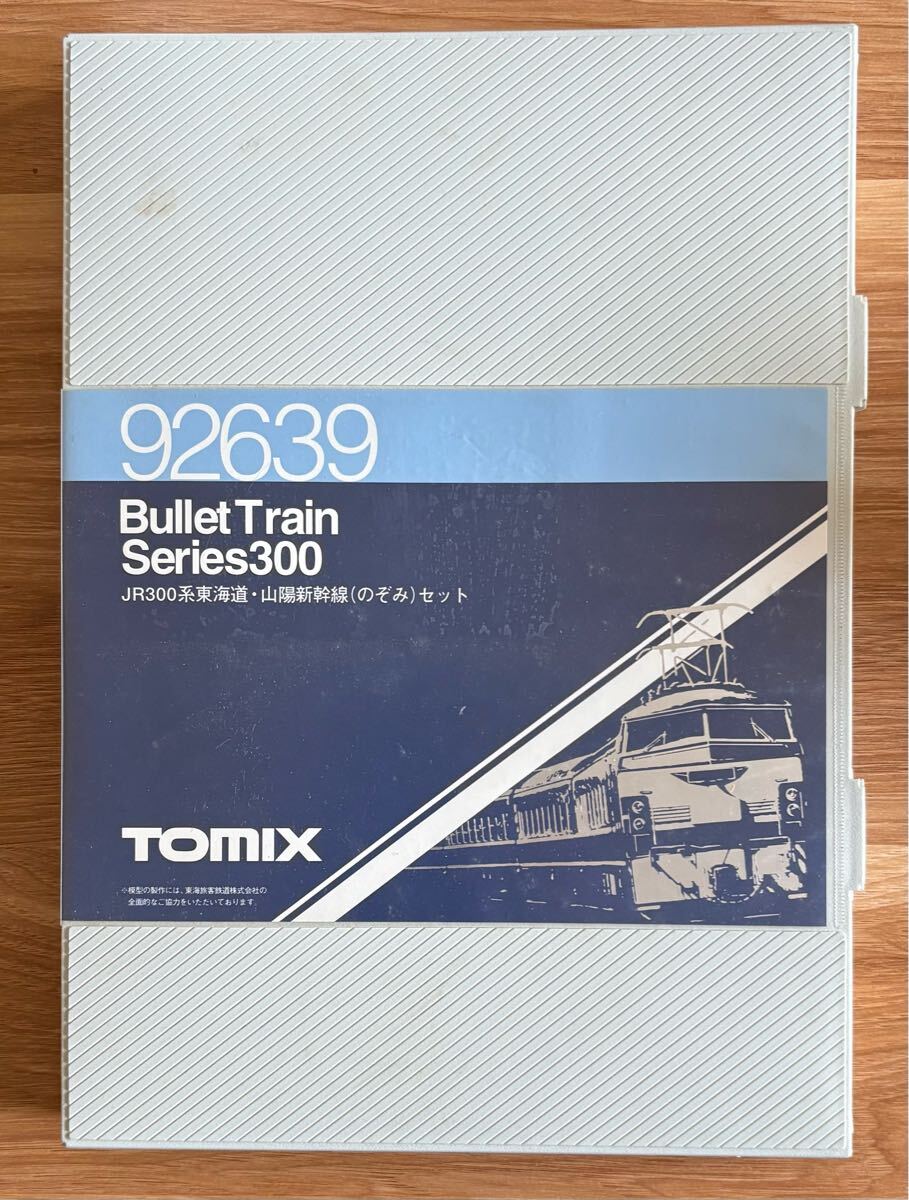 92639
Bullet Train
Series300
JR300系東海道・山陽新幹線(のぞみ)セット
TOMIX
※模型の製作には、東海旅客鉄道株式会社の
全面的なご協力をいただいております。